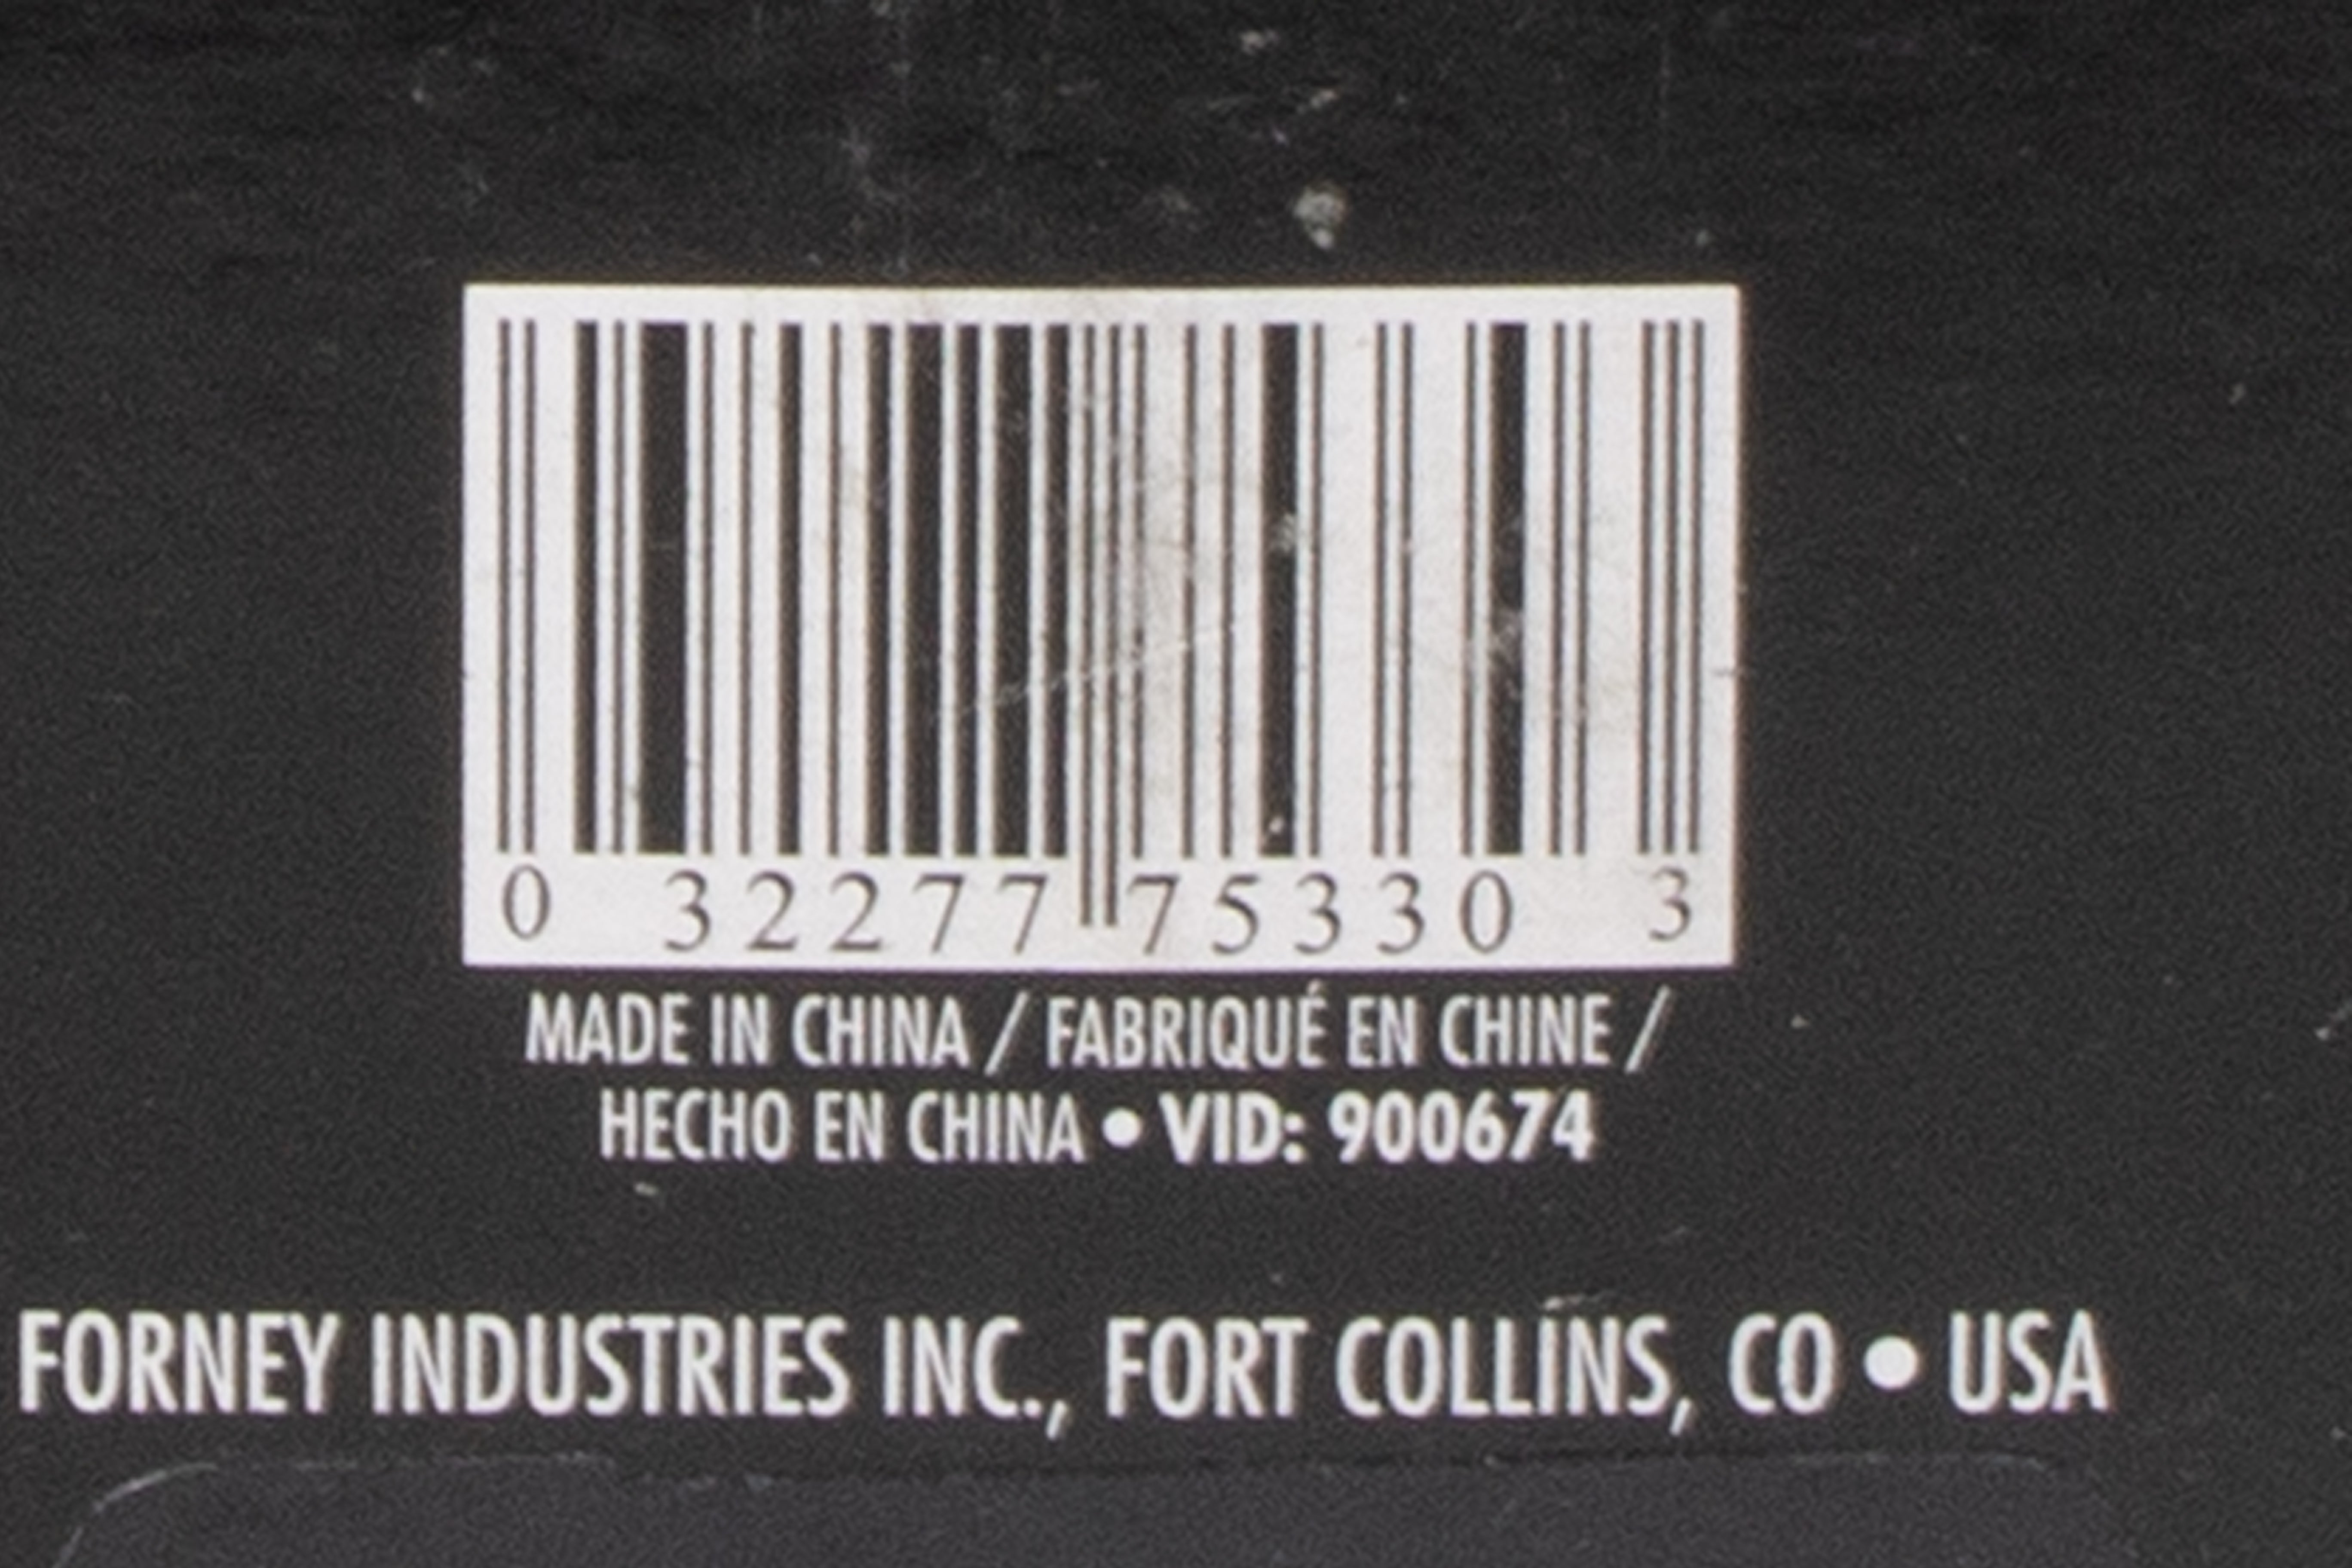 0 32277 75330 3
MADE IN CHINA / FABRIQUÉ EN CHINE /
HECHO EN CHINA • VID: 900674
FORNEY INDUSTRIES INC., FORT COLLINS, CO • USA